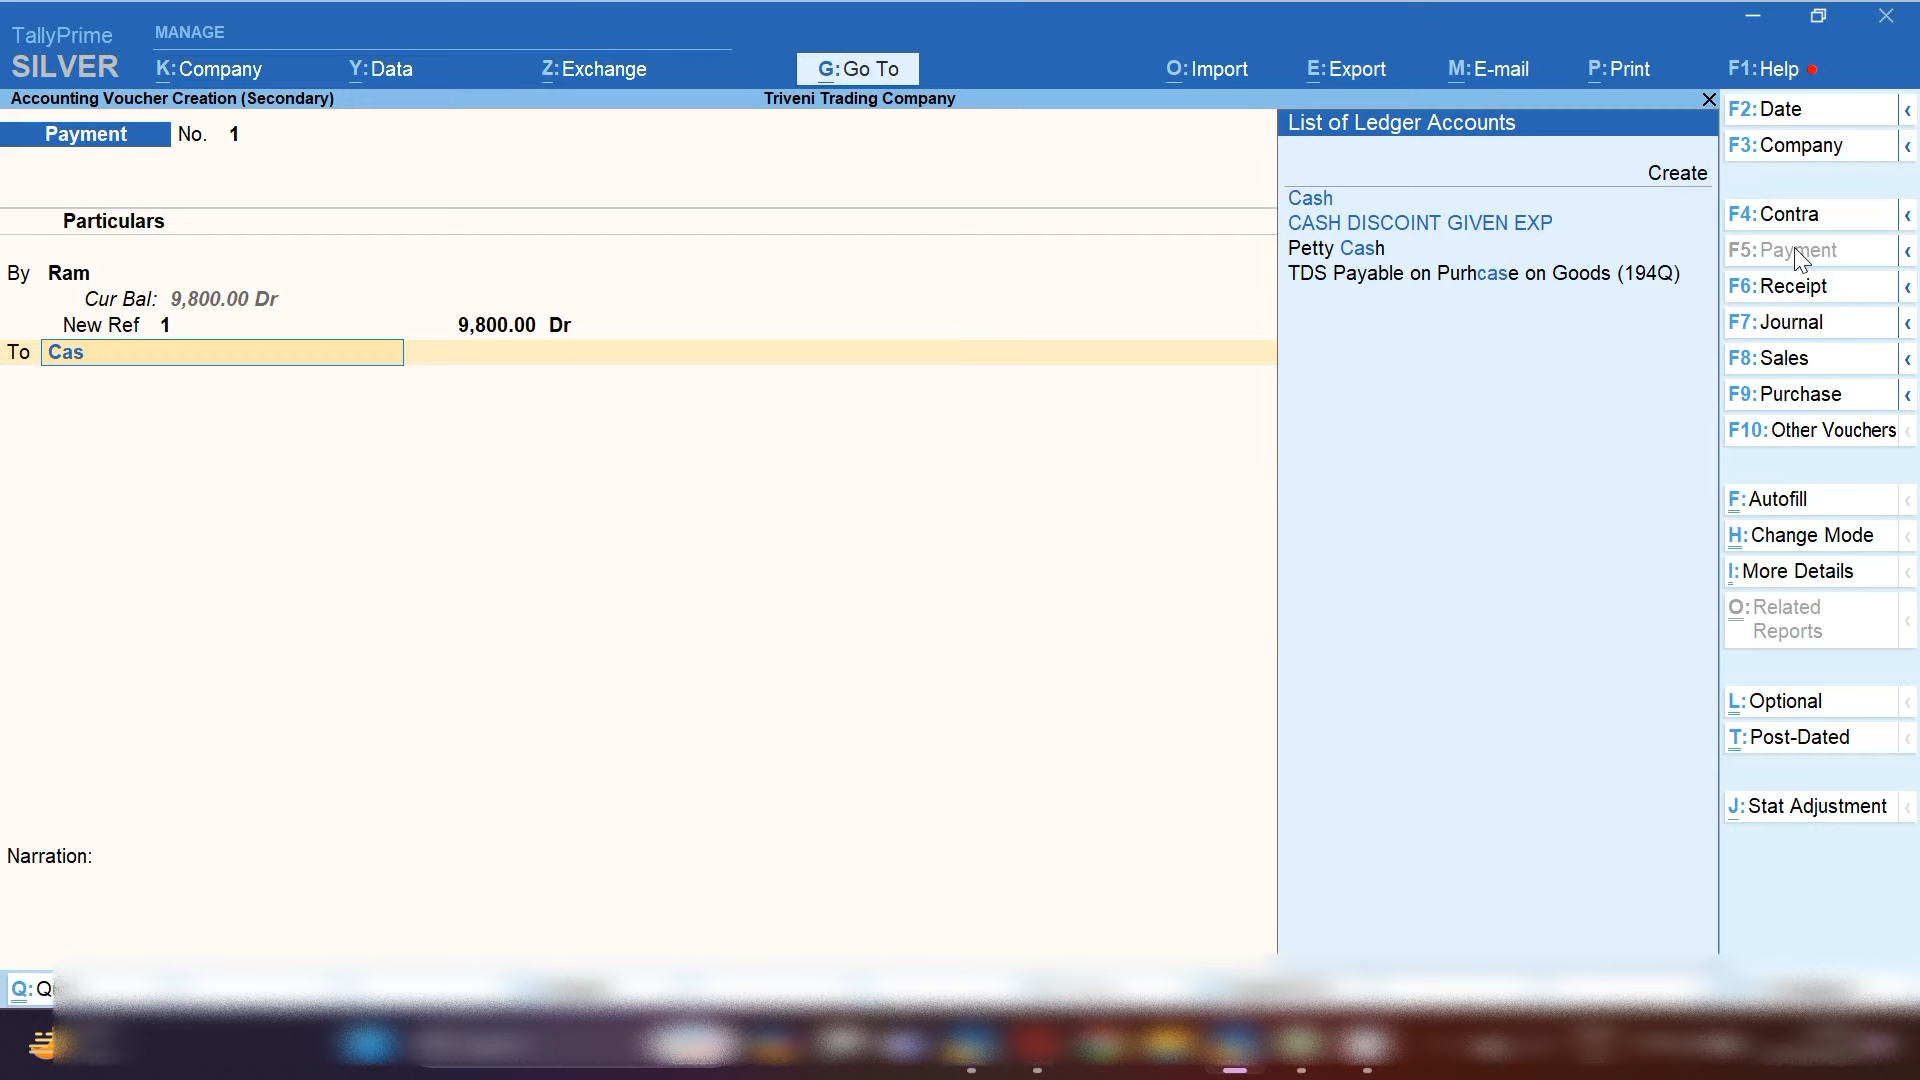 TallyPrime
SILVER
MANAGE
K:Company
Y:Data
Z:Exchange
G:Go To
O:Import
E:Export
M:E-mail
P:Print
F1:Help
Accounting Voucher Creation (Secondary)
Triveni Trading Company
Payment No. 1
Particulars
By Ram
Cur Bal: 9,800.00 Dr
New Ref 1 9,800.00 Dr
To Cas
Narration:
List of Ledger Accounts
Create
Cash
CASH DISCOINT GIVEN EXP
Petty Cash
TDS Payable on Purhcase on Goods (194Q)
F2:Date
F3:Company
F4:Contra
F5:Payment
F6:Receipt
F7:Journal
F8:Sales
F9:Purchase
F10:Other Vouchers
F:Autofill
H:Change Mode
I:More Details
O:Related
Reports
L:Optional
T:Post-Dated
J:Stat Adjustment
Q: